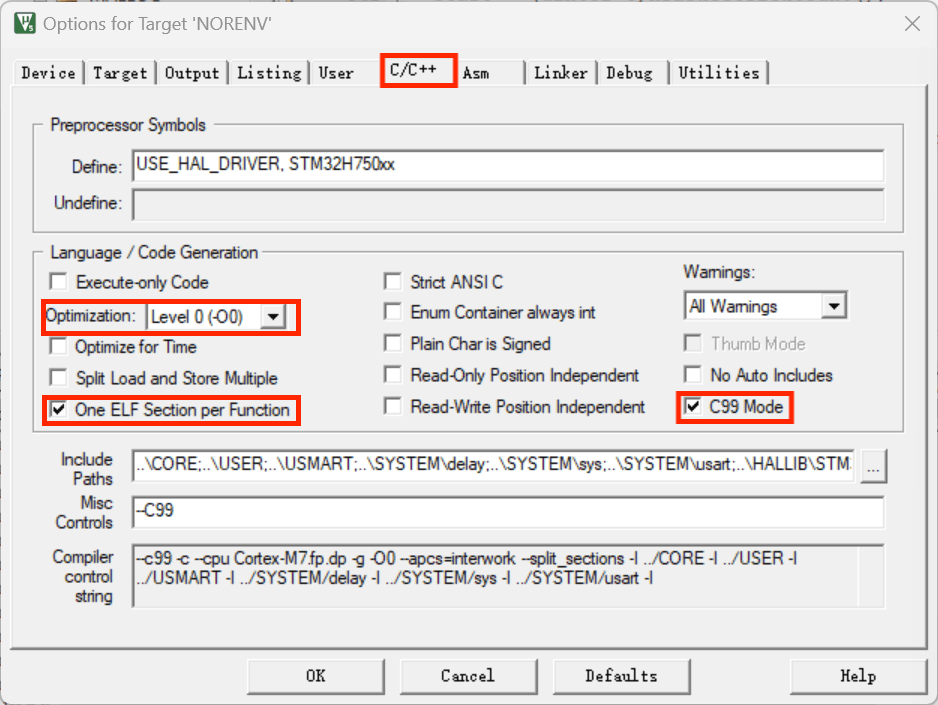 Options for Target 'NORENV'
Device Target Output Listing User C/C++ Asm Linker Debug Utilities
Preprocessor Symbols
Define: USE_HAL_DRIVER, STM32H750xx
Undefine:
Language / Code Generation
Execute-only Code
Optimization: Level 0 (-O0)
Optimize for Time
Split Load and Store Multiple
One ELF Section per Function
Strict ANSI C
Enum Container always int
Plain Char is Signed
Read-Only Position Independent
Read-Write Position Independent
Warnings:
All Warnings
Thumb Mode
No Auto Includes
C99 Mode
Include
Paths
..\CORE;..\USER;..\USMART;..\SYSTEM\delay;..\SYSTEM\sys;..\SYSTEM\usart;..\HALLIB\STM
...
Misc
Controls
--C99
Compiler
control
string
--c99 -c --cpu Cortex-M7.fp.dp -g -O0 --apcs=interwork --split_sections -I ../CORE -I ../USER -I
../USMART -I ../SYSTEM/delay -I ../SYSTEM/sys -I ../SYSTEM/usart -I
OK Cancel Defaults Help